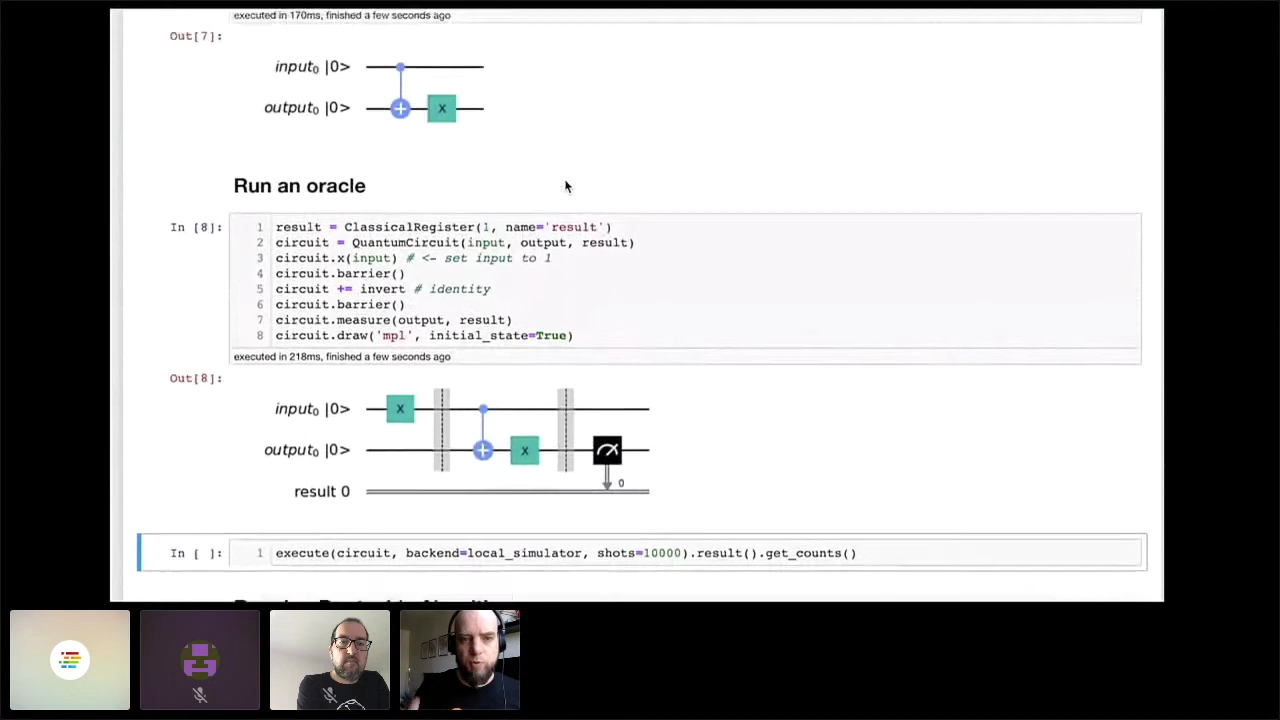 executed in 170ms, finished a few seconds ago
Out[7]:
input₀ |0>
output₀ |0>
X
Run an oracle
In [8]:
1 result = ClassicalRegister(1, name='result')
2 circuit = QuantumCircuit(input, output, result)
3 circuit.x(input) # <- set input to 1
4 circuit.barrier()
5 circuit += invert # identity
6 circuit.barrier()
7 circuit.measure(output, result)
8 circuit.draw('mpl', initial_state=True)
executed in 218ms, finished a few seconds ago
Out[8]:
input₀ |0> X
output₀ |0> X
0
result 0
In [ ]: 1 execute(circuit, backend=local_simulator, shots=10000).result().get_counts()